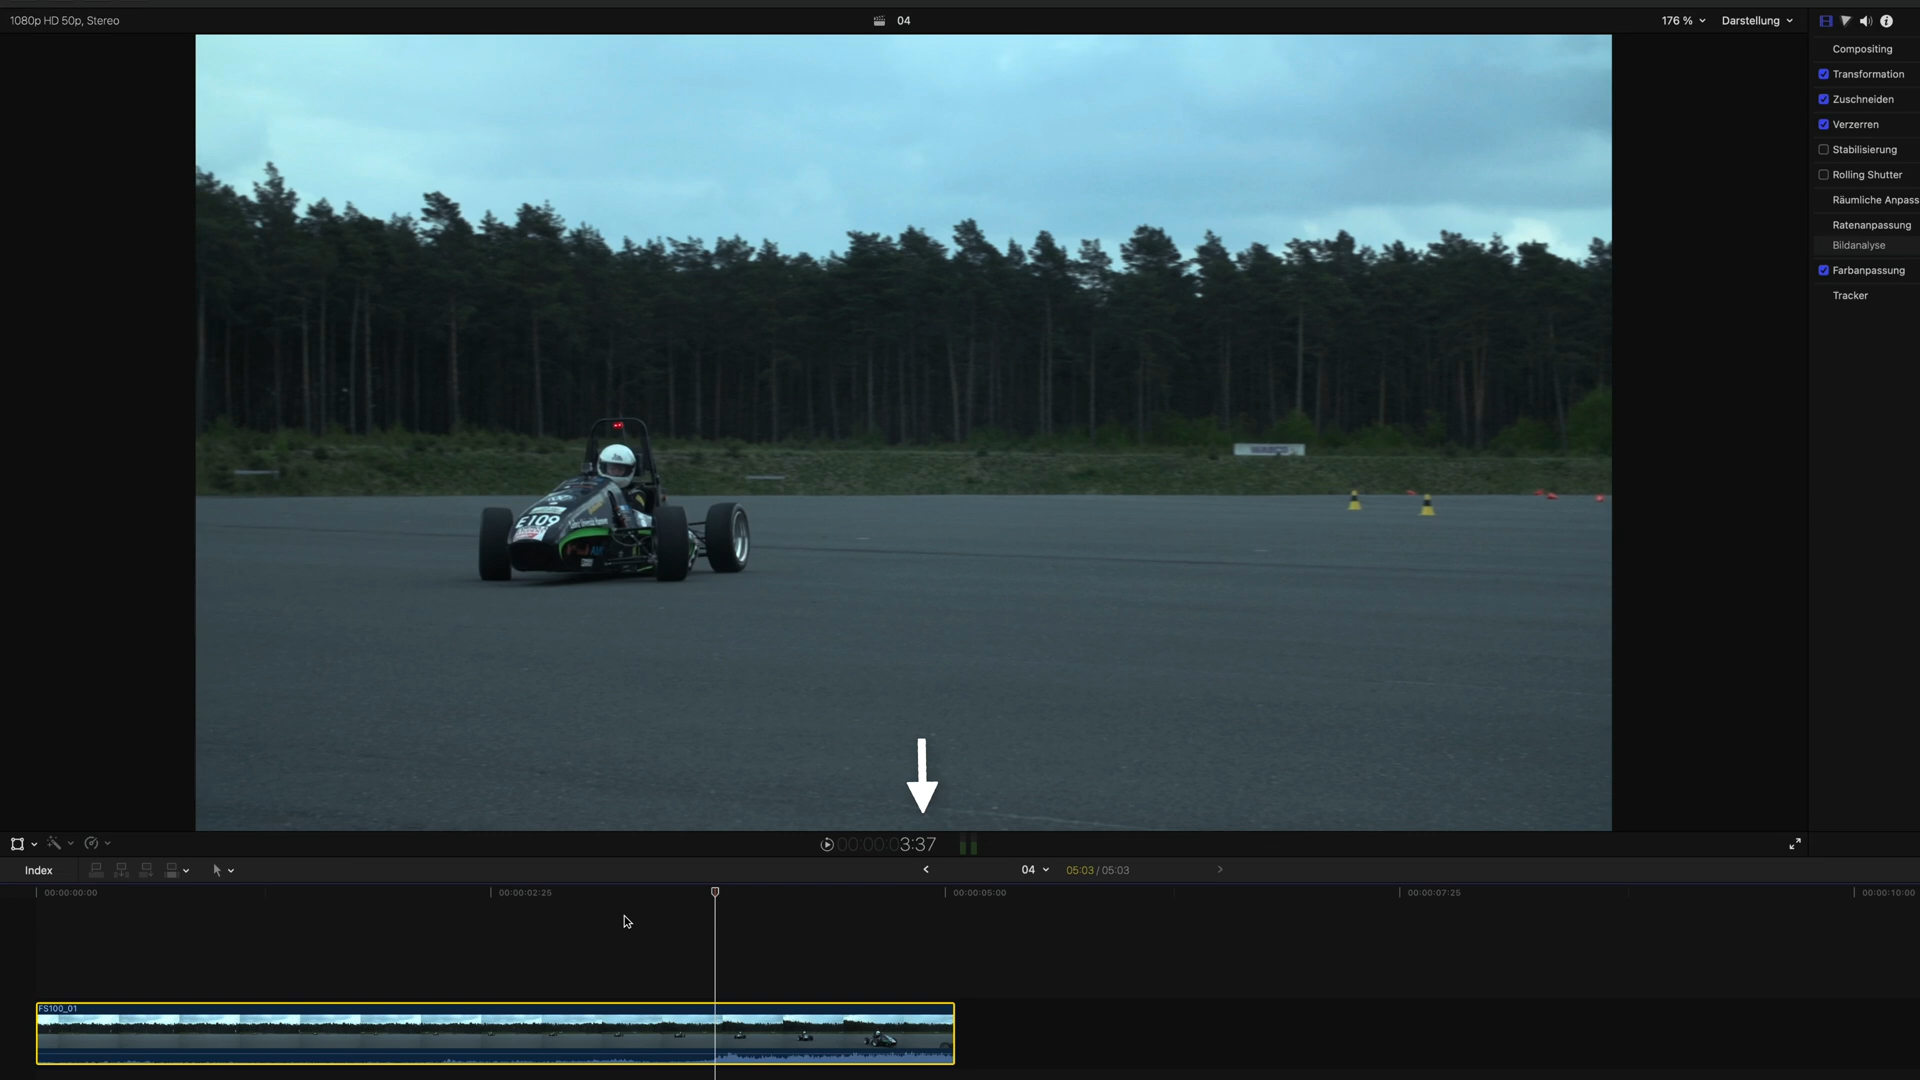 1080p HD 50p, Stereo
04
176 %
Darstellung
Compositing
Transformation
Zuschneiden
Verzerren
Stabilisierung
Rolling Shutter
Räumliche Anpass
Ratenanpassung
Bildanalyse
Farbanpassung
Tracker
E109
00:00:03:37
Index
04
05:03 / 05:03
00:00:00:00
00:00:02:25
00:00:05:00
00:00:07:25
00:00:10:00
FS100_01